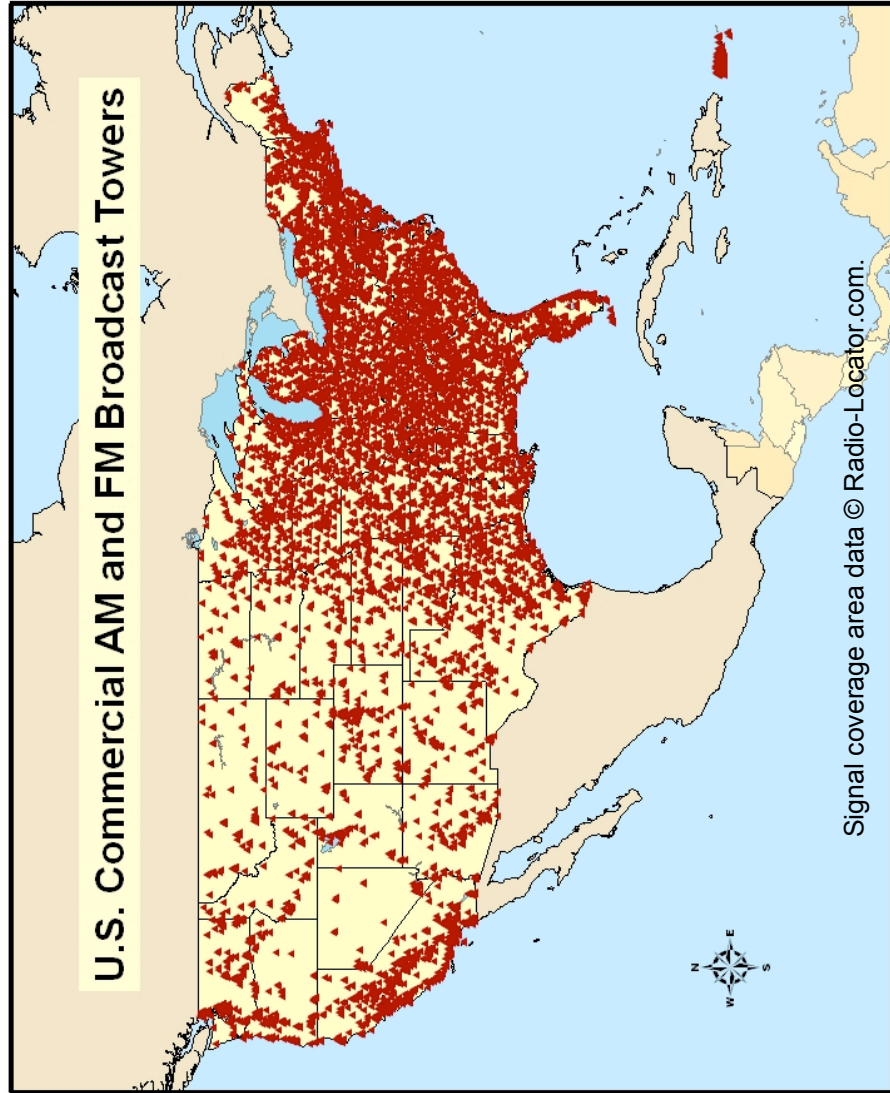 U.S. Commercial AM and FM Broadcast Towers
N
W E
S
Signal coverage area data © Radio-Locator.com.